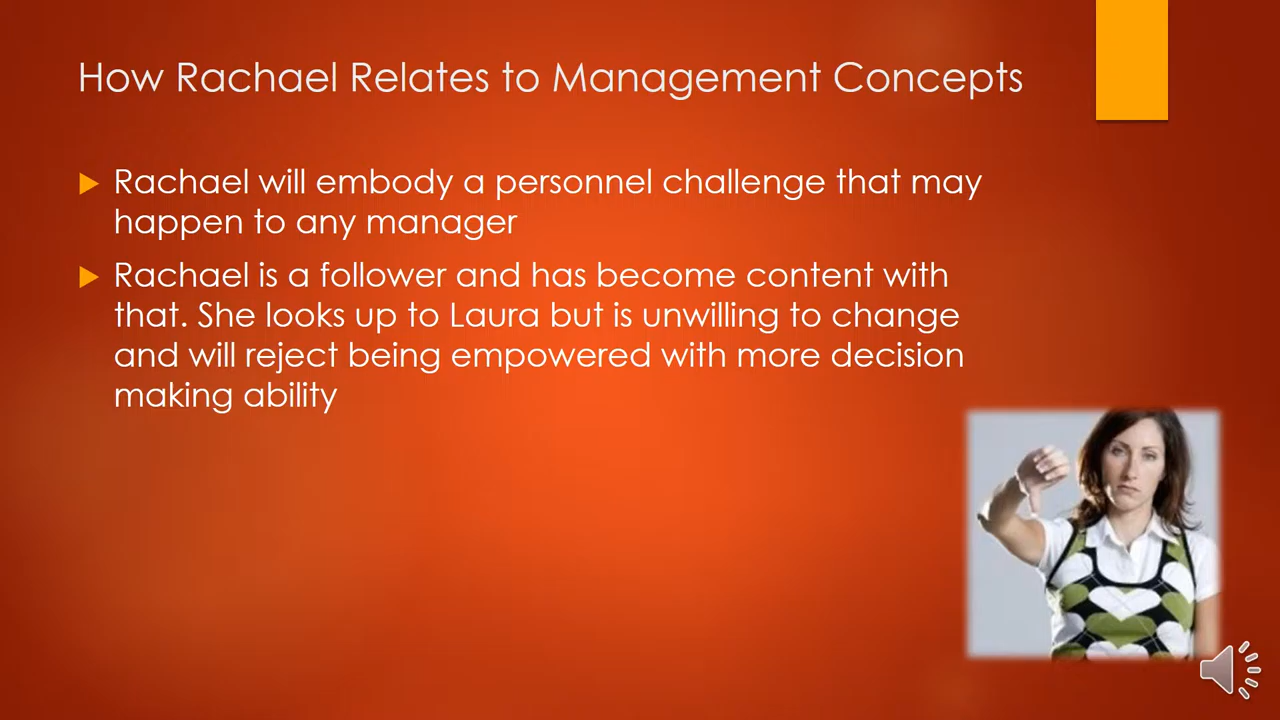 How Rachael Relates to Management Concepts
Rachael will embody a personnel challenge that may
happen to any manager
Rachael is a follower and has become content with
that. She looks up to Laura but is unwilling to change
and will reject being empowered with more decision
making ability